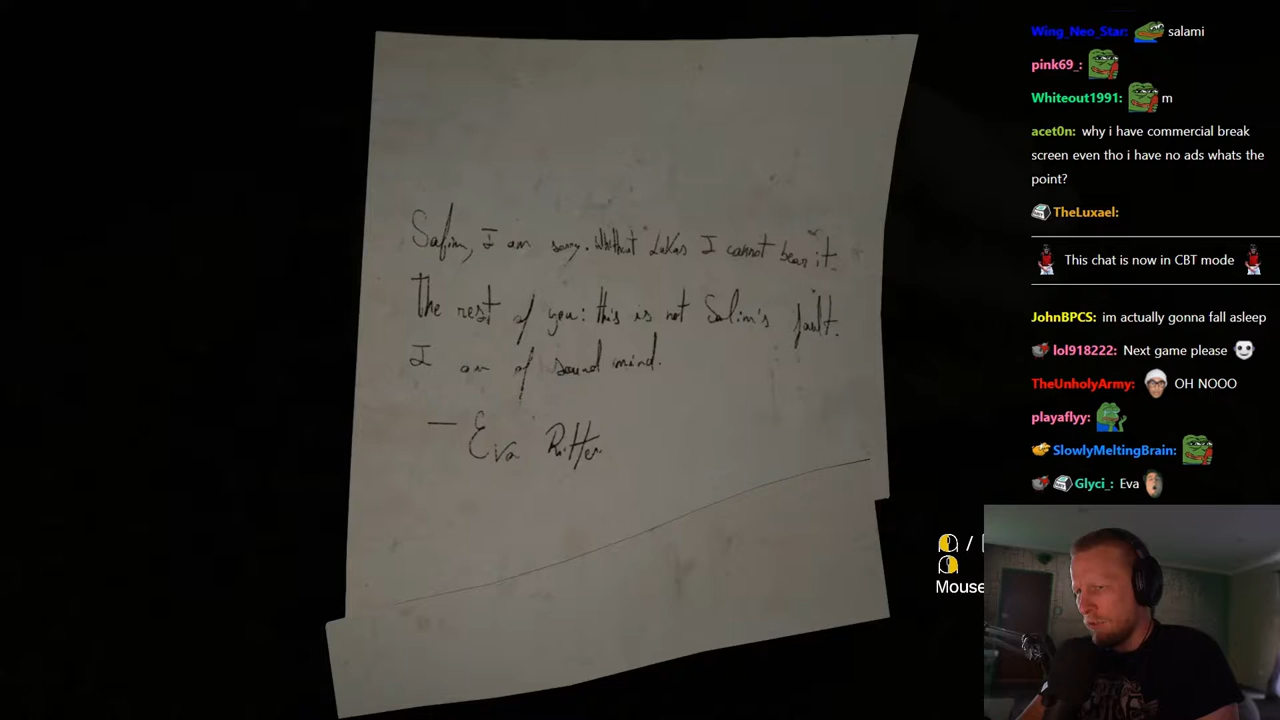 Salim, I am sorry. Whithout Lukas I cannot bear it.
The rest of you: this is not Salim's fault.
I am of sound mind.
— Eva Ritter
Wing_Neo_Star: salami
pink69_:
Whiteout1991: m
acet0n: why i have commercial break
screen even tho i have no ads whats the
point?
TheLuxael:
This chat is now in CBT mode
JohnBPCS: im actually gonna fall asleep
lol918222: Next game please
TheUnholyArmy: OH NOOO
playaflyy:
SlowlyMeltingBrain:
Glyci_: Eva
/ [
Mouse